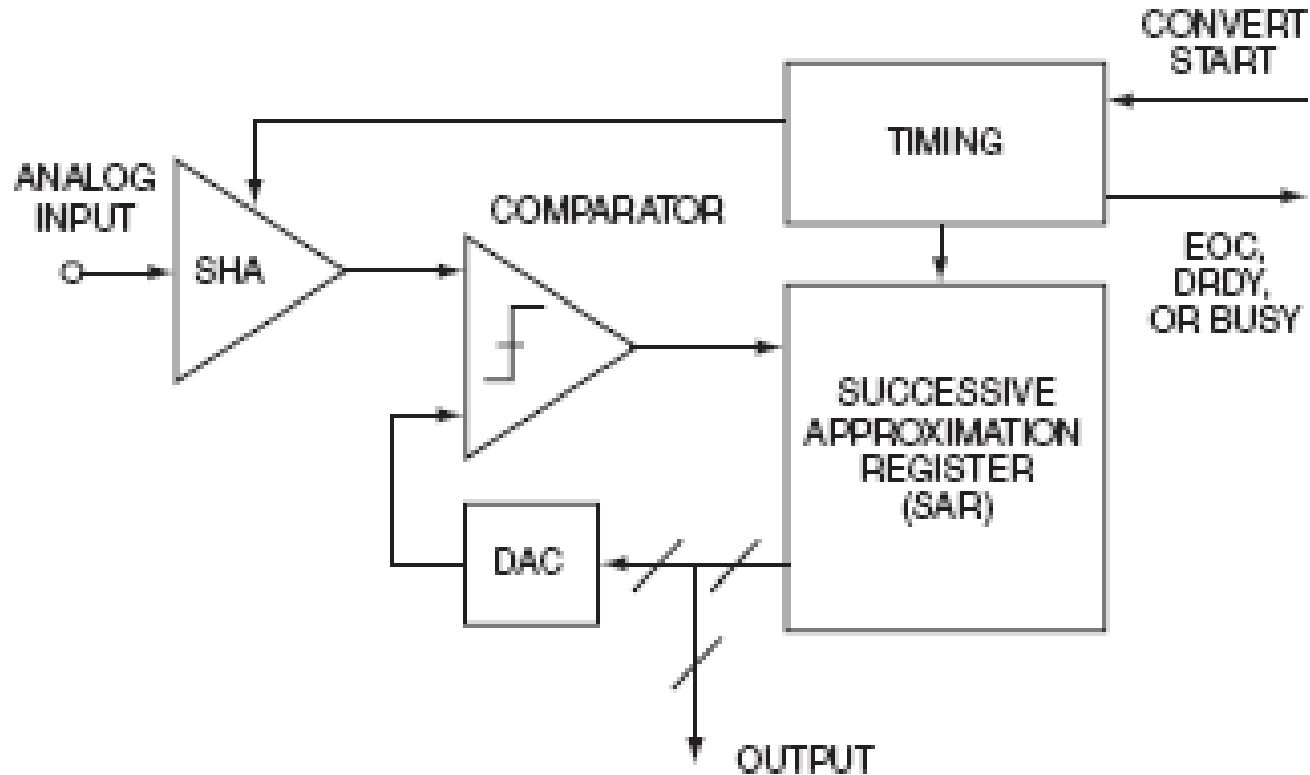 CONVERT
START
TIMING
ANALOG
INPUT
COMPARATOR
SHA
EOC,
DRDY,
OR BUSY
SUCCESSIVE
APPROXIMATION
REGISTER
(SAR)
DAC
OUTPUT